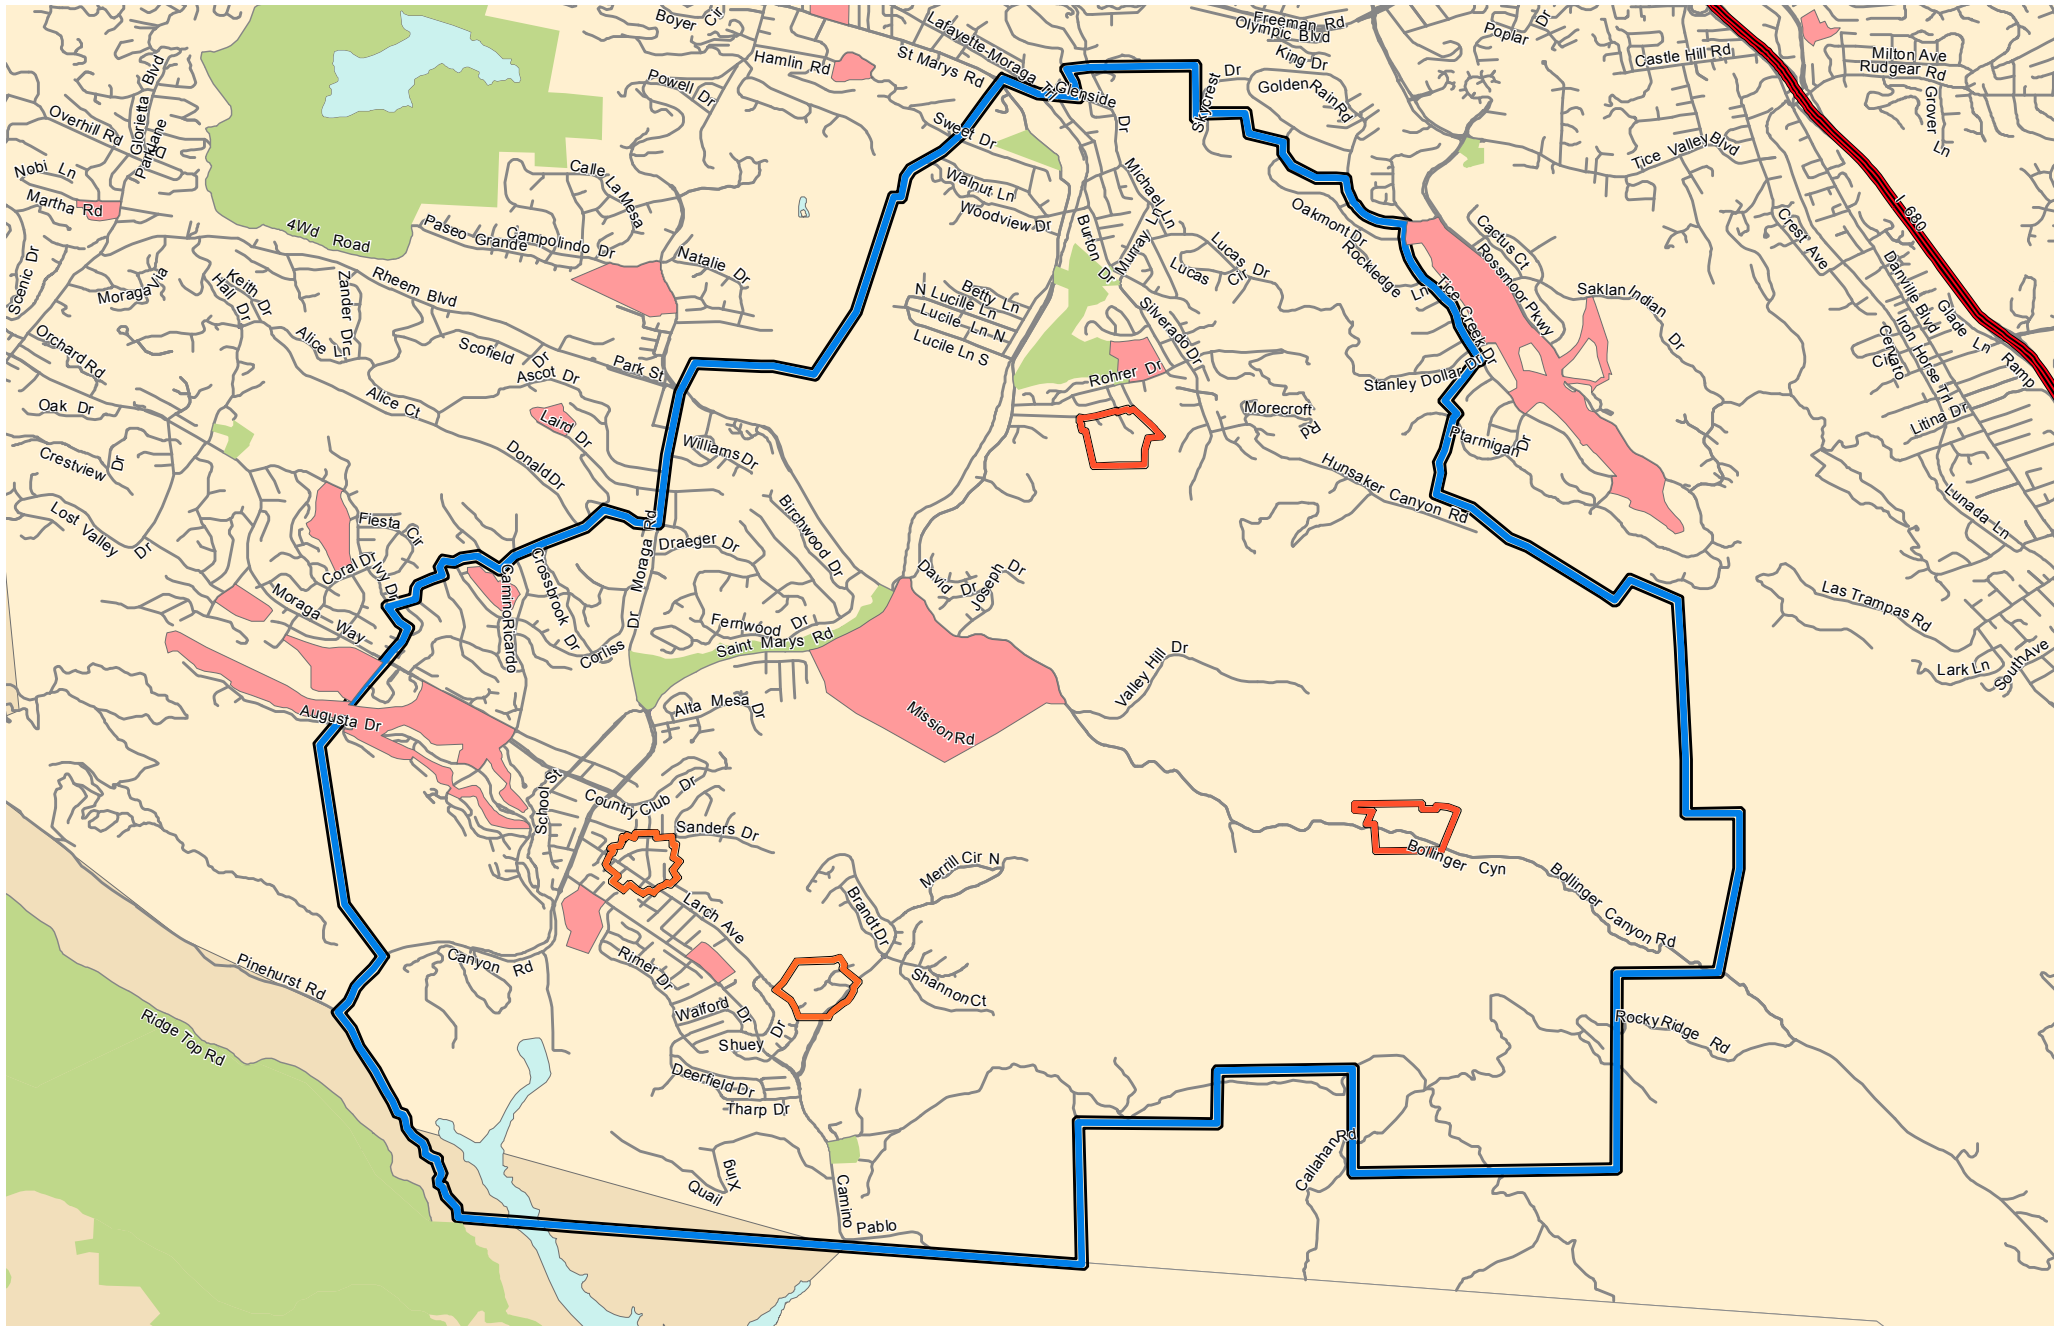 Boyer Cir
Lafayette-Moraga Trl
Freeman Rd
Olympic Blvd
Poplar Dr
King Dr
Castle Hill Rd
Milton Ave
Rudgear Rd
Grover Ln
Hamlin Rd
St Marys Rd
Powell Dr
Glenside Dr
Skycrest Dr
Golden Rain Rd
Glorietta Blvd
Overhill Rd
Park Lane
Rd
Sweet Dr
Tice Valley Blvd
Nobi Ln
Martha Rd
Calle La Mesa
Walnut Ln
Woodview Dr
Michael Ln
Murray Ln
Burton Dr
Oakmont Dr
Rockledge Ln
Cactus Ct
Rossmoor Pkwy
Crest Ave
I- 680
4Wd Road
Paseo Grande
Campolindo Dr
Natalie Dr
Lucas Dr
Lucas Cir
Scenic Dr
Moraga Via
Hall Dr
Keith Dr
Zander Dr
Rheem Blvd
Betty Ln
N Lucille Ln
Lucile Ln N
Lucile Ln S
Silverado Dr
Tice Creek Dr
Saklan Indian Dr
Danville Blvd
Iron Horse Trl
Glade Ln
Ramp
Orchard Rd
Alice Ln
Scofield Dr
Ascot Dr
Park St
Rohrer Dr
Stanley Dollar Dr
Oak Dr
Alice Ct
Laird Dr
Morecroft Rd
Litina Dr
Crestview Dr
Donald Dr
Williams Dr
Ptarmigan Dr
Hunsaker Canyon Rd
Lunada Ln
Lost Valley Dr
Fiesta Cir
Moraga Rd
Birchwood Dr
Draeger Dr
Coral Dr
Ivy Dr
Camino Ricardo
Crossbrook Dr
David Dr
Joseph Dr
Las Trampas Rd
Moraga Way
Fernwood Dr
Corliss Dr
Saint Marys Rd
Valley Hill Dr
Lark Ln
South Ave
Augusta Dr
Alta Mesa Dr
Mission Rd
School St
Country Club Dr
Sanders Dr
Merrill Cir N
Bollinger Cyn
Bollinger Canyon Rd
Larch Ave
Brandt Dr
Pinehurst Rd
Canyon Rd
Rimer Dr
Shannon Ct
Walford Dr
Rocky Ridge Rd
Ridge Top Rd
Shuey Dr
Deerfield Dr
Tharp Dr
Callahan Rd
Quail Xing
Camino Pablo